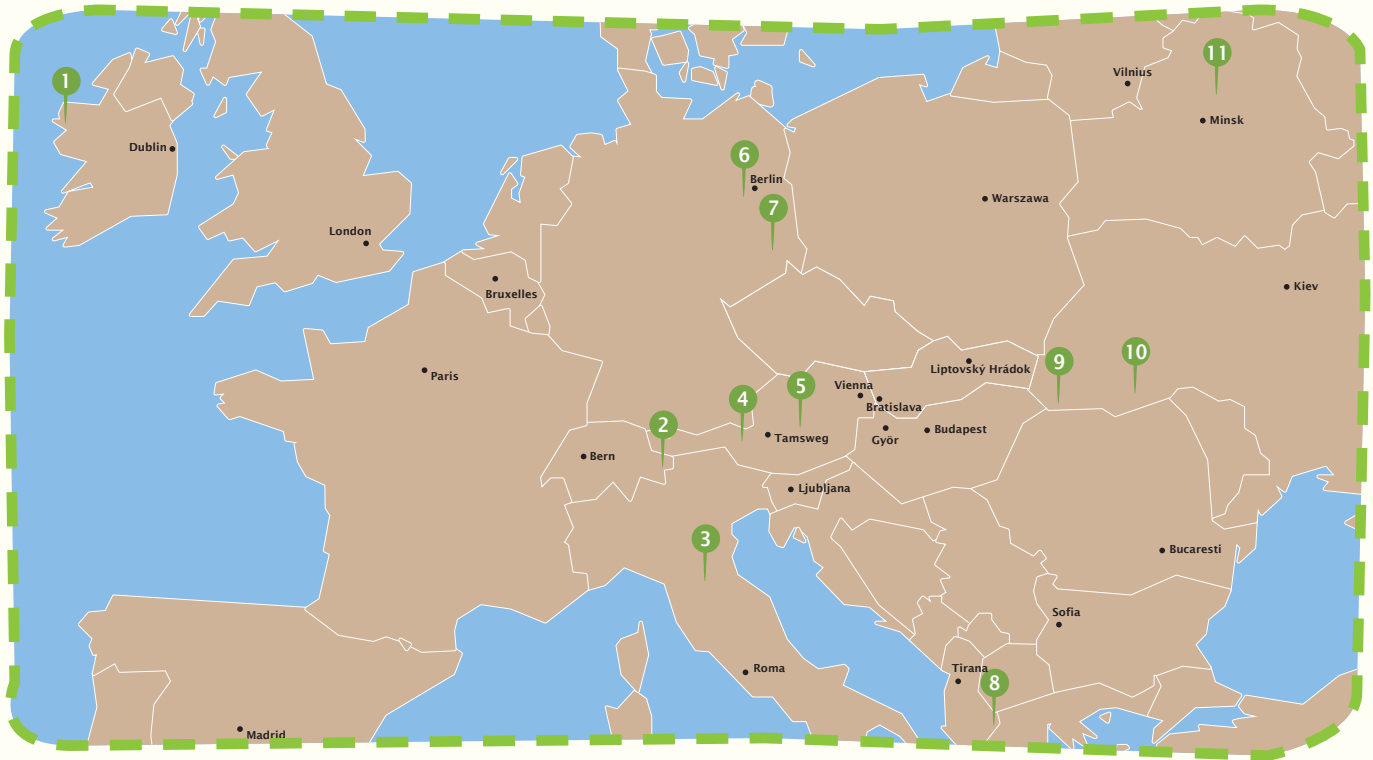 11
Vilnius
1
Minsk
Dublin
6
Berlin
Warszawa
7
London
Bruxelles
Kiev
10
9
Liptovský Hrádok
Paris
5
Vienna
4
Bratislava
2
Budapest
Tamsweg
Györ
Bern
Ljubljana
3
Bucaresti
Sofia
Roma
Tirana
8
Madrid